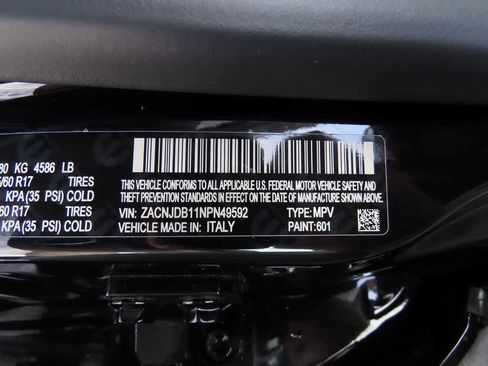 80 KG 4586 LB
/60 R17 TIRES
KPA (35 PSI) COLD
60 R17 TIRES
KPA (35 PSI) COLD
THIS VEHICLE CONFORMS TO ALL APPLICABLE U.S. FEDERAL MOTOR VEHICLE SAFETY
AND THEFT PREVENTION STANDARDS IN EFFECT ON THE DATE OF
MANUFACTURE SHOWN ABOVE.
VIN: ZACNJDB11NPN49592 TYPE: MPV
VEHICLE MADE IN: ITALY PAINT:601